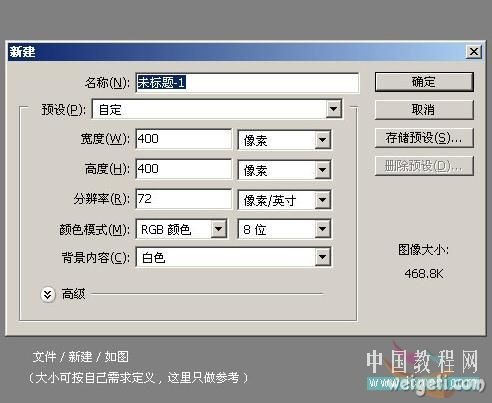 新建
名称(N): 未标题-1
确定
预设(P): 自定
取消
宽度(W): 400 像素
存储预设(S)...
高度(H): 400 像素
删除预设(D)...
分辨率(R): 72 像素/英寸
颜色模式(M): RGB 颜色 8 位
图像大小:
背景内容(C): 白色
468.8K
高级
文件 / 新建 / 如图
(大小可按自己需求定义，这里只做参考)
中国教程网